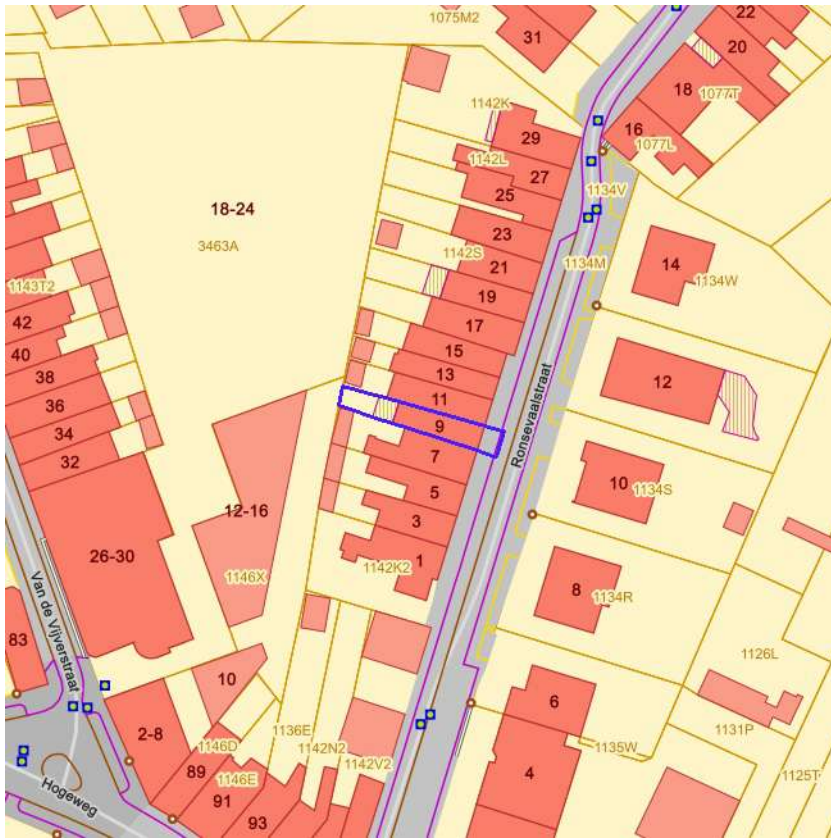 1075M2
31
22
20
18
1077T
16
1077L
1142K
29
1142L
27
25
1134V
18-24
3463A
23
1142S
21
1134M
14
1134W
1143T2
19
42
17
40
15
38
13
12
36
11
34
9
Ronsevaalstraat
32
7
5
10
1134S
12-16
3
26-30
1142K2
1
1146X
8
1134R
Van de Vijverstraat
83
1126L
10
6
2-8
1136E
1131P
1146D
1142N2
1135W
89
1146E
1142V2
4
1125T
Hogeweg
91
93